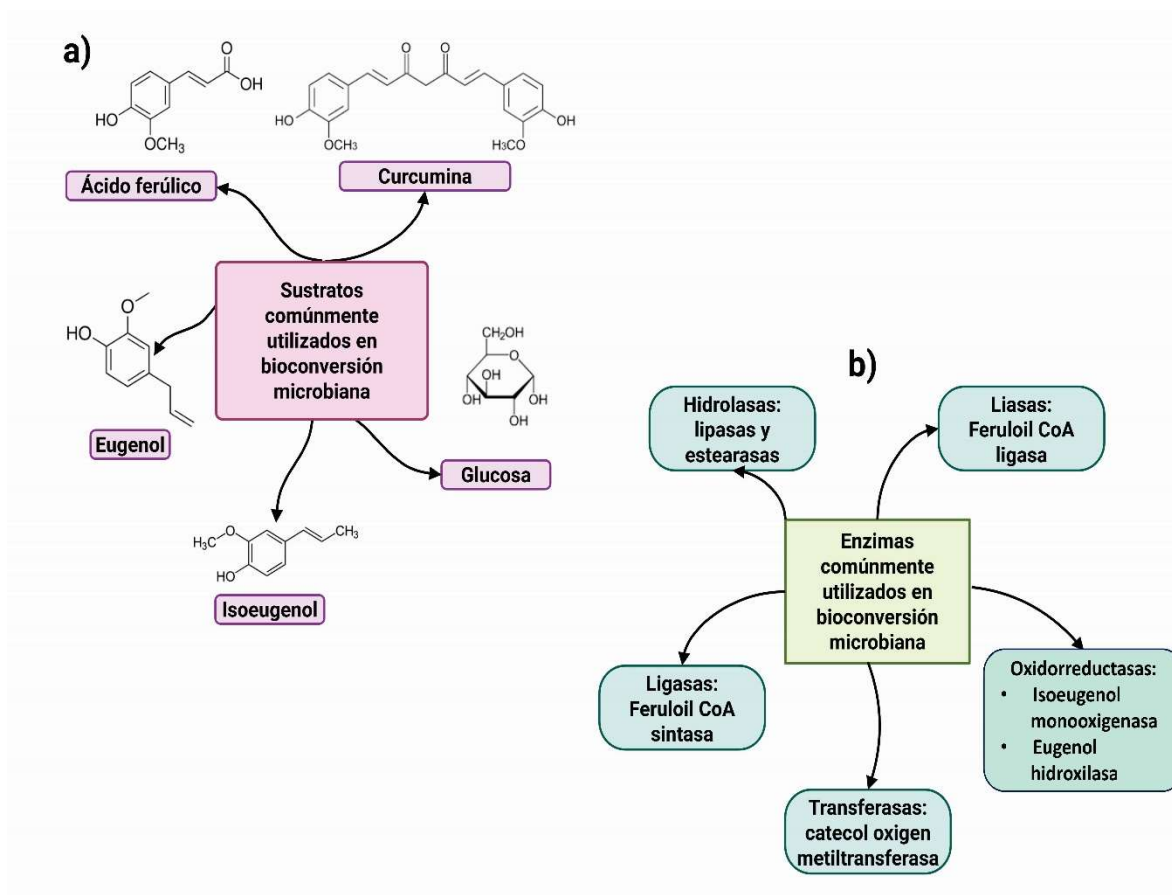 a)
O
OH
HO
OCH3
Ácido ferúlico
O
O
HO
OCH3
H3CO
OH
Curcumina
Sustratos
comúnmente
utilizados en
bioconversión
microbiana
O
HO
Eugenol
CH2OH
O
OH
OH
OH
OH
Glucosa
H3C
O
CH3
HO
Isoeugenol
b)
Hidrolasas:
lipasas y
estearasas
Liasas:
Feruloil CoA
ligasa
Enzimas
comúnmente
utilizados en
bioconversión
microbiana
Ligasas:
Feruloil CoA
sintasa
Oxidorreductasas:
• Isoeugenol
monooxigenasa
• Eugenol
hidroxilasa
Transferasas:
catecol oxigen
metiltransferasa